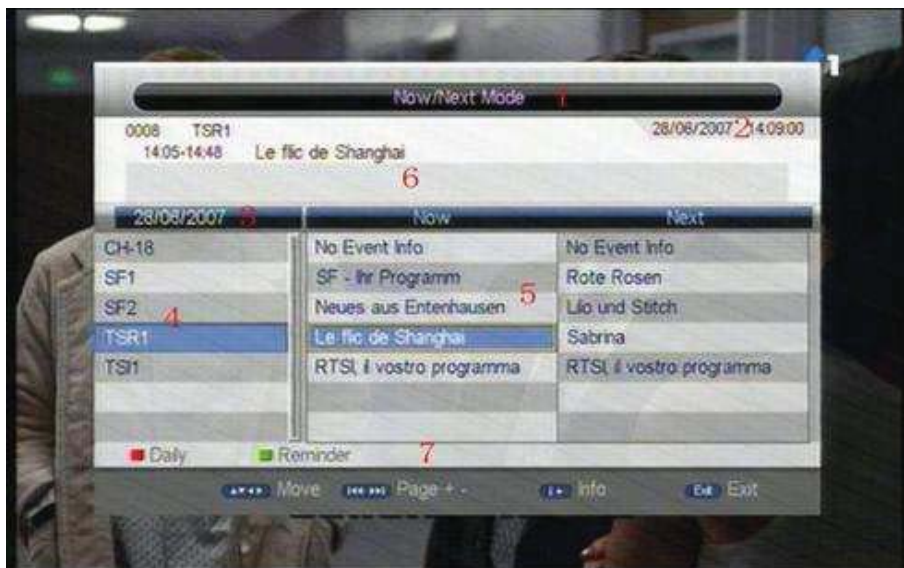 1
Now/Next Mode 1
0008 TSR1 28/06/2007 2 14:09:00
14:05-14:48 Le flic de Shanghai
6
28/06/2007 3 Now Next
CH-18 No Event Info No Event Info
SF1 SF - Ihr Programm Rote Rosen
SF2 Neues aus Entenhausen 5 Lilo und Stitch
4
TSR1 Le flic de Shanghai Sabrina
TSI1 RTSI, il vostro programma RTSI, il vostro programma
Daily Reminder 7
Move Page + - i+ Info Exit Exit